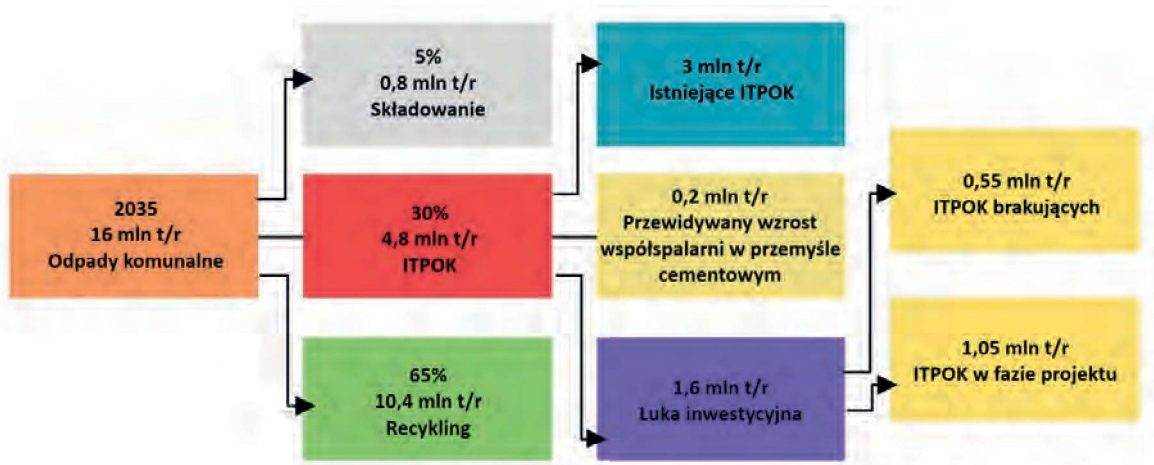 2035
16 mln t/r
Odpady komunalne
5%
0,8 mln t/r
Składowanie
30%
4,8 mln t/r
ITPOK
65%
10,4 mln t/r
Recykling
3 mln t/r
Istniejące ITPOK
0,2 mln t/r
Przewidywany wzrost
współspalarni w przemyśle
cementowym
1,6 mln t/r
Luka inwestycyjna
0,55 mln t/r
ITPOK brakujących
1,05 mln t/r
ITPOK w fazie projektu